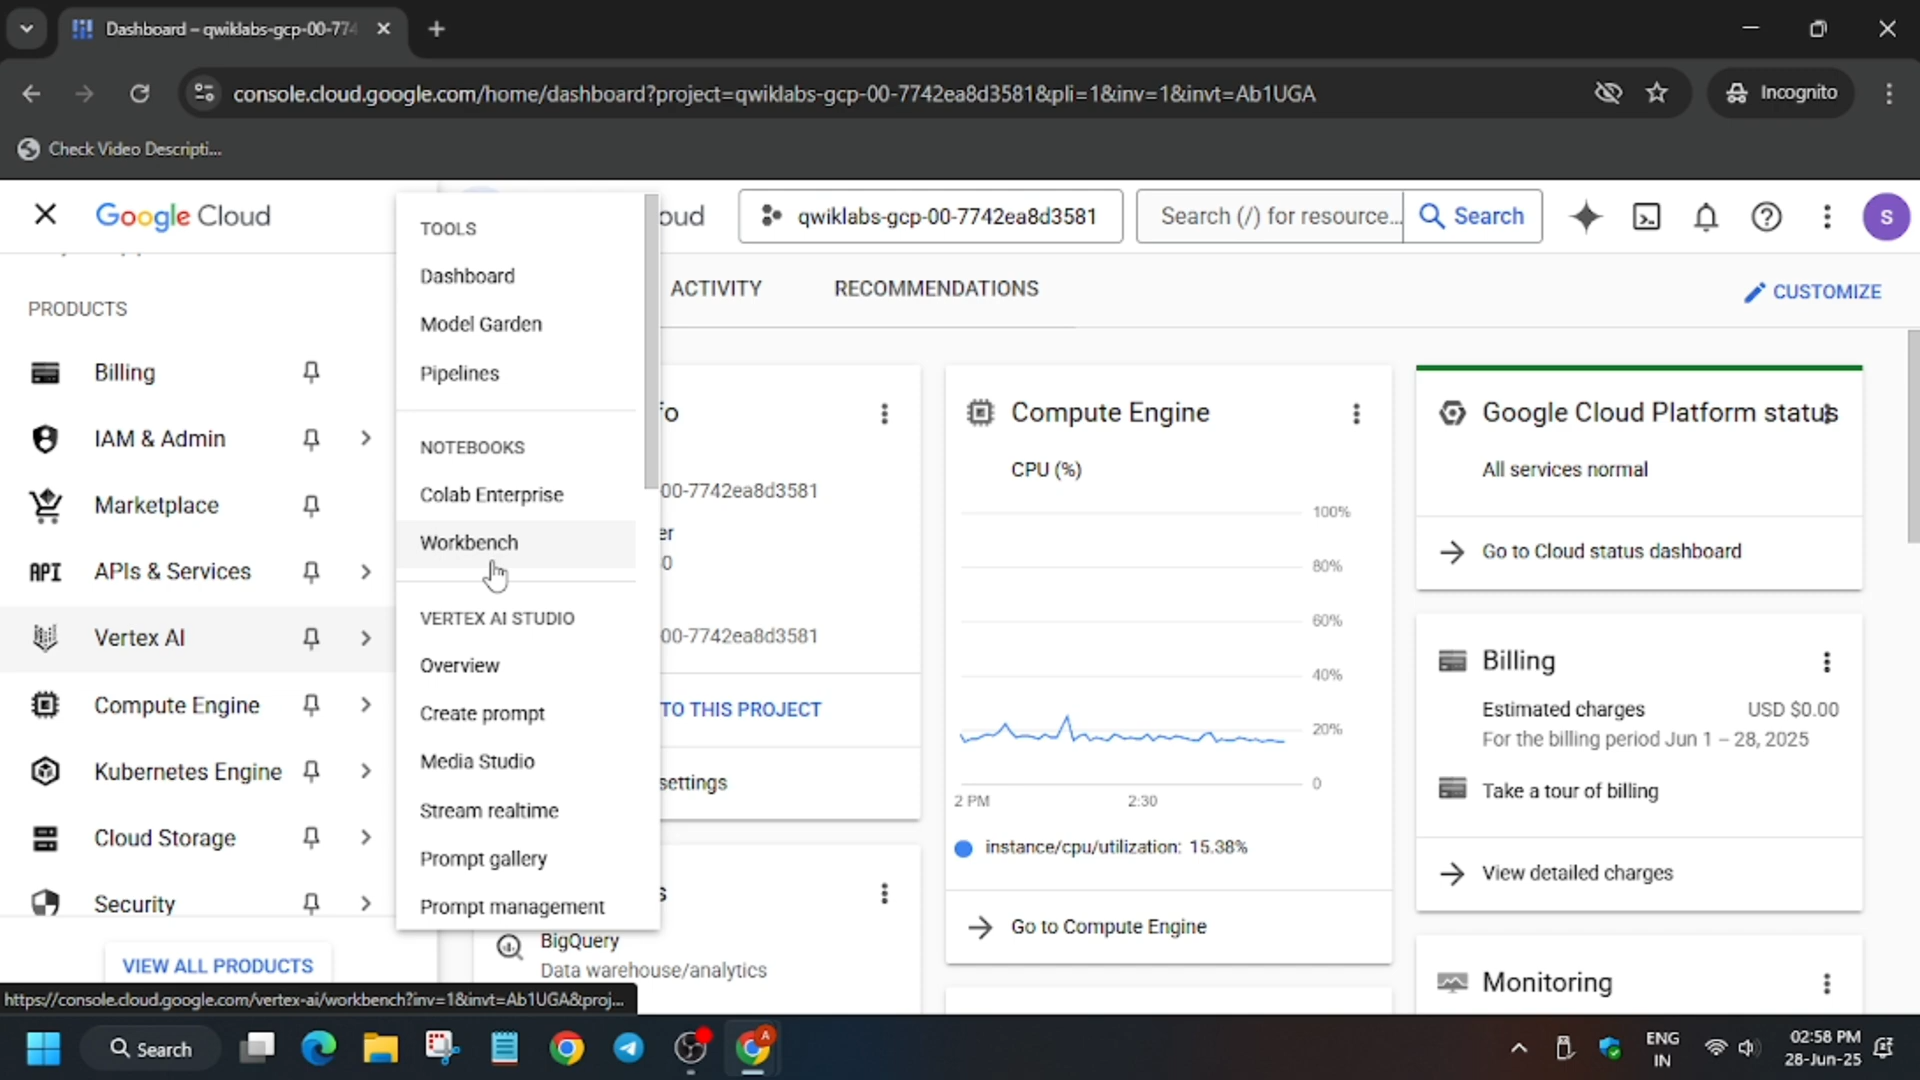 Dashboard – qwiklabs-gcp-00-774
console.cloud.google.com/home/dashboard?project=qwiklabs-gcp-00-7742ea8d3581&pli=1&inv=1&invt=Ab1UGA
Incognito
Check Video Descripti...
Google Cloud
oud
qwiklabs-gcp-00-7742ea8d3581
Search (/) for resource...
Search
S
ACTIVITY
RECOMMENDATIONS
CUSTOMIZE
PRODUCTS
Billing
IAM & Admin
Marketplace
API
APIs & Services
Vertex AI
Compute Engine
Kubernetes Engine
Cloud Storage
Security
VIEW ALL PRODUCTS
TOOLS
Dashboard
Model Garden
Pipelines
NOTEBOOKS
Colab Enterprise
Workbench
VERTEX AI STUDIO
Overview
Create prompt
Media Studio
Stream realtime
Prompt gallery
Prompt management
fo
00-7742ea8d3581
er
0
00-7742ea8d3581
TO THIS PROJECT
settings
s
BigQuery
Data warehouse/analytics
Compute Engine
CPU (%)
100%
80%
60%
40%
20%
0
2 PM
2:30
instance/cpu/utilization: 15.38%
Go to Compute Engine
Google Cloud Platform status
All services normal
Go to Cloud status dashboard
Billing
Estimated charges
USD $0.00
For the billing period Jun 1 – 28, 2025
Take a tour of billing
View detailed charges
Monitoring
https://console.cloud.google.com/vertex-ai/workbench?inv=1&invt=Ab1UGA&proj...
Search
A
ENG
IN
02:58 PM
28-Jun-25